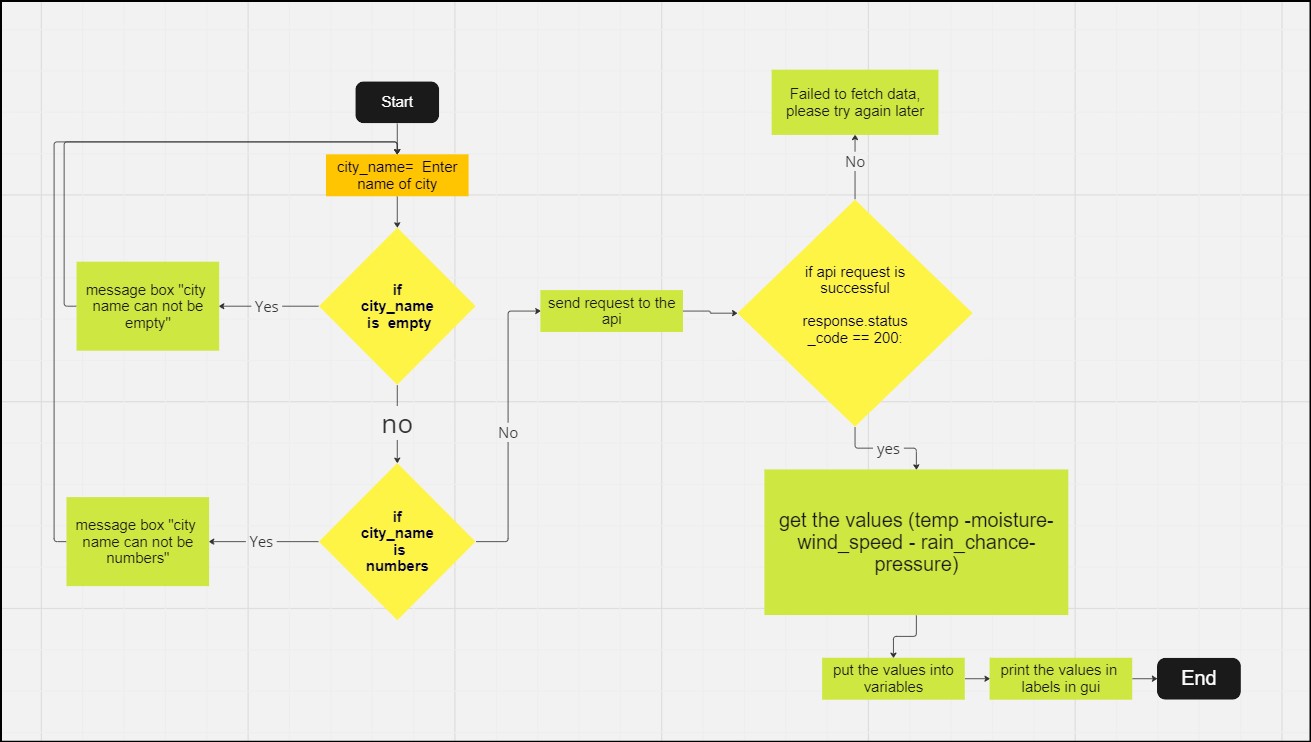 Start
city_name=  Enter
name of city
if
city_name
is  empty
Yes
message box "city
name can not be
empty"
no
if
city_name
is
numbers
Yes
message box "city
name can not be
numbers"
No
send request to the
api
if api request is
successful
response.status
_code == 200:
No
Failed to fetch data,
please try again later
yes
get the values (temp -moisture-
wind_speed - rain_chance-
pressure)
put the values into
variables
print the values in
labels in gui
End